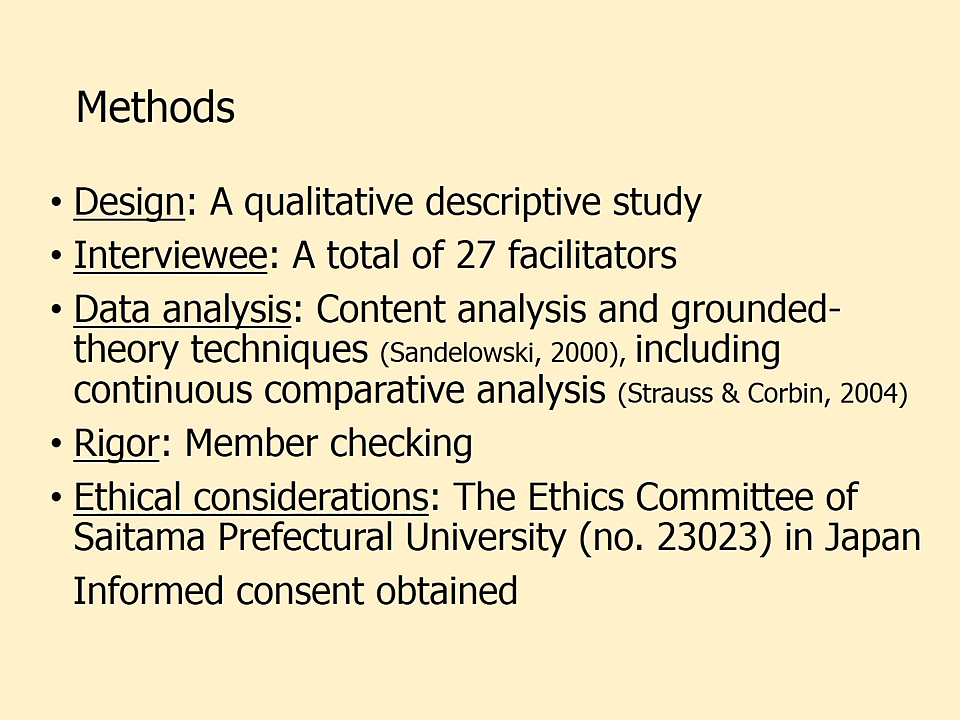 Methods
• Design: A qualitative descriptive study
• Interviewee: A total of 27 facilitators
• Data analysis: Content analysis and grounded-
theory techniques (Sandelowski, 2000), including
continuous comparative analysis (Strauss & Corbin, 2004)
• Rigor: Member checking
• Ethical considerations: The Ethics Committee of
Saitama Prefectural University (no. 23023) in Japan
Informed consent obtained